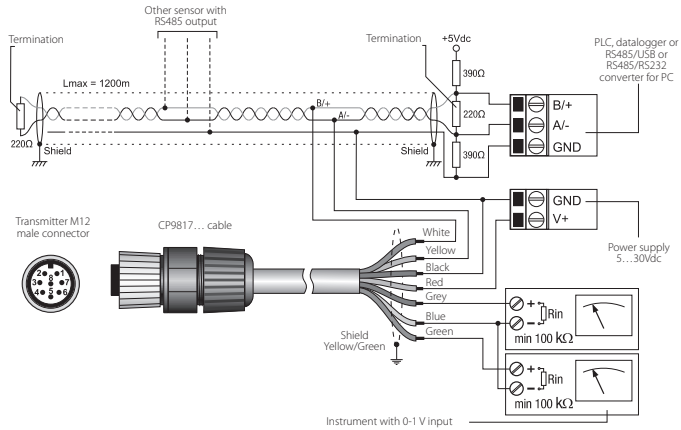 Other sensor with
RS485 output
Termination
Termination
+5Vdc
PLC, datalogger or
RS485/USB or
RS485/RS232
converter for PC
390Ω
Lmax = 1200m
B/+
B/+
220Ω
A/-
A/-
220Ω
Shield
Shield
390Ω
GND
GND
V+
Power supply
5...30Vdc
Transmitter M12
male connector
CP9817... cable
White
Yellow
Black
Red
Grey
Blue
Green
2 1
3 8 7
4 5 6
Shield
Yellow/Green
+
Rin
-
min 100 kΩ
+
Rin
-
min 100 kΩ
Instrument with 0-1 V input